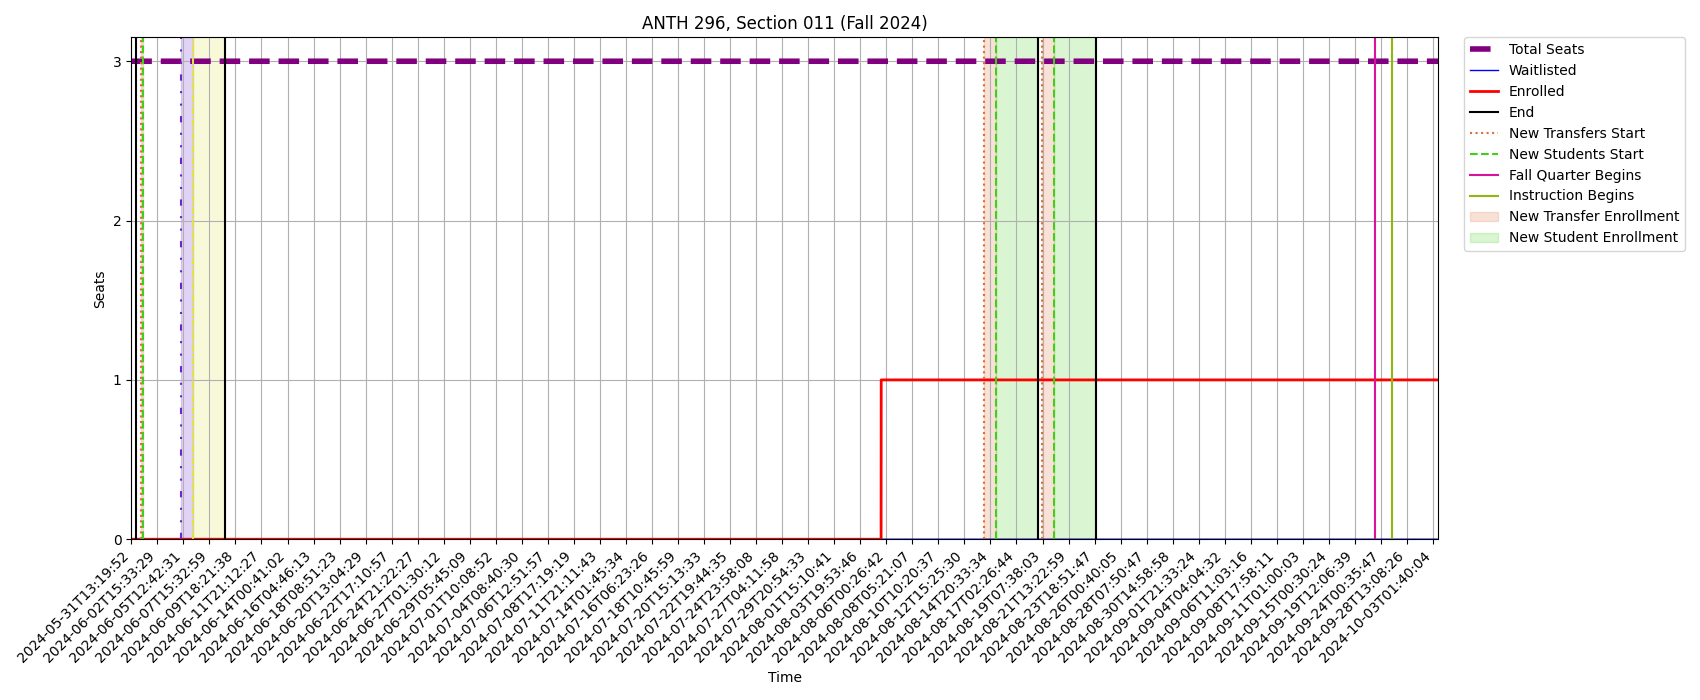 ANTH 296, Section 011 (Fall 2024)
3
2
1
0
Seats
Total Seats
Waitlisted
Enrolled
End
New Transfers Start
New Students Start
Fall Quarter Begins
Instruction Begins
New Transfer Enrollment
New Student Enrollment
2024-05-31T13:19:52
2024-06-02T15:33:29
2024-06-05T12:42:31
2024-06-07T15:32:59
2024-06-09T18:21:38
2024-06-11T21:12:27
2024-06-14T00:41:02
2024-06-16T04:46:13
2024-06-18T08:51:23
2024-06-20T13:04:29
2024-06-22T17:10:57
2024-06-24T21:22:27
2024-06-27T01:30:12
2024-06-29T05:45:09
2024-07-01T10:08:52
2024-07-04T08:40:30
2024-07-06T12:51:57
2024-07-08T17:19:19
2024-07-11T21:11:43
2024-07-14T01:45:34
2024-07-16T06:23:26
2024-07-18T10:45:59
2024-07-20T15:13:33
2024-07-22T19:44:35
2024-07-24T23:58:08
2024-07-27T04:11:58
2024-07-29T20:54:33
2024-08-01T15:10:41
2024-08-03T19:53:46
2024-08-06T00:26:42
2024-08-08T05:21:07
2024-08-10T10:20:37
2024-08-12T15:25:30
2024-08-14T20:33:34
2024-08-17T02:26:44
2024-08-19T07:38:03
2024-08-21T13:22:59
2024-08-23T18:51:47
2024-08-26T00:40:05
2024-08-28T07:50:47
2024-08-30T14:58:58
2024-09-01T21:33:24
2024-09-04T04:04:32
2024-09-06T11:03:16
2024-09-08T17:58:11
2024-09-11T01:00:03
2024-09-15T00:30:24
2024-09-19T12:06:39
2024-09-24T00:35:47
2024-09-28T13:08:26
2024-10-03T01:40:04
Time